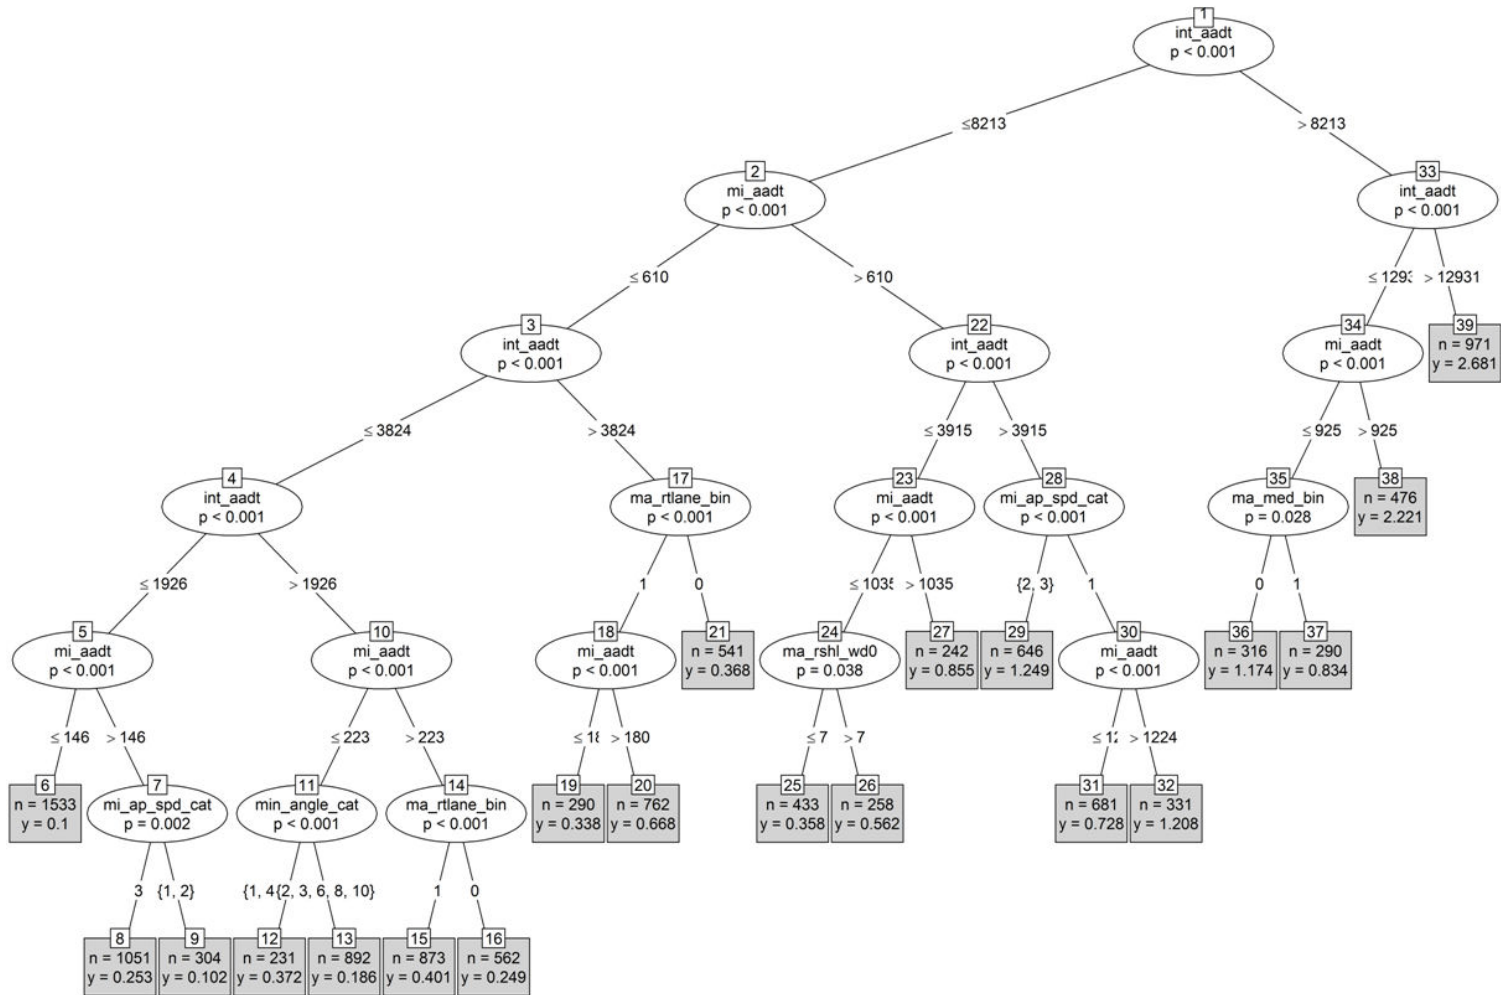 1
int_aadt
p < 0.001
≤8213
> 8213
2
mi_aadt
p < 0.001
33
int_aadt
p < 0.001
≤ 610
> 610
≤ 1293
> 12931
3
int_aadt
p < 0.001
22
int_aadt
p < 0.001
34
mi_aadt
p < 0.001
39
n = 971
y = 2.681
≤ 3824
> 3824
≤ 3915
> 3915
≤ 925
> 925
4
int_aadt
p < 0.001
17
ma_rtlane_bin
p < 0.001
23
mi_aadt
p < 0.001
28
mi_ap_spd_cat
p < 0.001
35
ma_med_bin
p = 0.028
38
n = 476
y = 2.221
≤ 1926
> 1926
1
0
≤ 1035
> 1035
{2, 3}
1
0
1
5
mi_aadt
p < 0.001
10
mi_aadt
p < 0.001
18
mi_aadt
p < 0.001
21
n = 541
y = 0.368
24
ma_rshl_wd0
p = 0.038
27
n = 242
y = 0.855
29
n = 646
y = 1.249
30
mi_aadt
p < 0.001
36
n = 316
y = 1.174
37
n = 290
y = 0.834
≤ 146
> 146
≤ 223
> 223
≤ 18
> 180
≤ 7
> 7
≤ 12
> 1224
6
n = 1533
y = 0.1
7
mi_ap_spd_cat
p = 0.002
11
min_angle_cat
p < 0.001
14
ma_rtlane_bin
p < 0.001
19
n = 290
y = 0.338
20
n = 762
y = 0.668
25
n = 433
y = 0.358
26
n = 258
y = 0.562
31
n = 681
y = 0.728
32
n = 331
y = 1.208
3
{1, 2}
{1, 4
{2, 3, 6, 8, 10}
1
0
8
n = 1051
y = 0.253
9
n = 304
y = 0.102
12
n = 231
y = 0.372
13
n = 892
y = 0.186
15
n = 873
y = 0.401
16
n = 562
y = 0.249